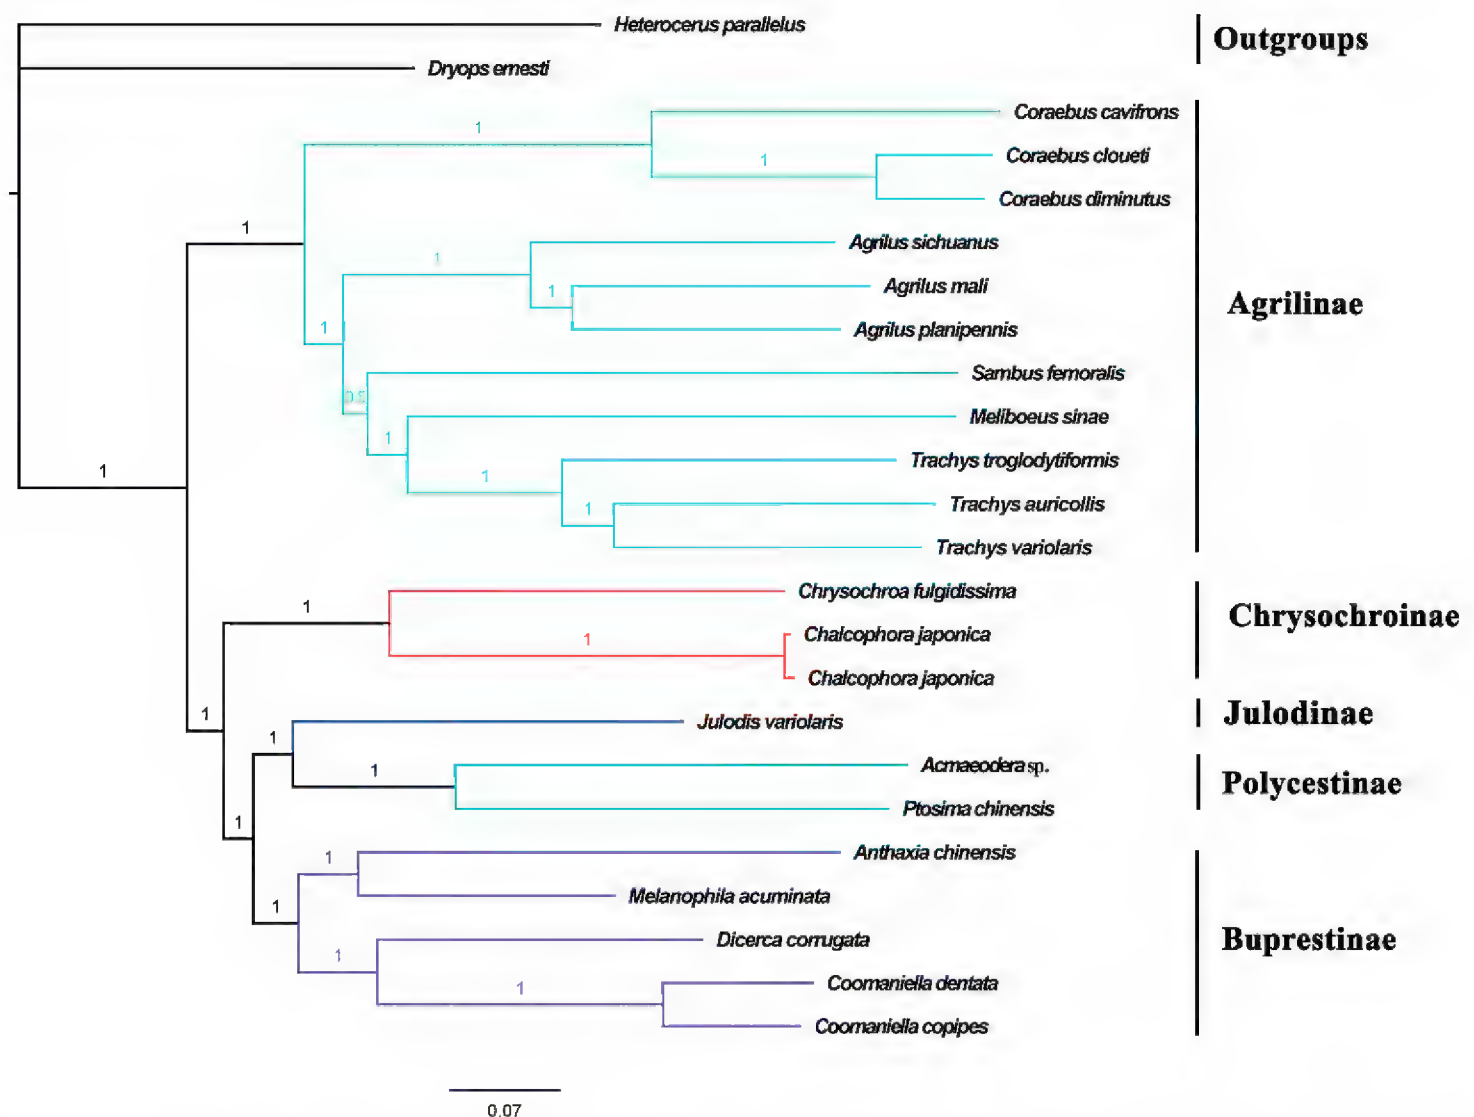 Heterocerus parallelus
Outgroups
Dryops ernesti
Coraebus cavifrons
1
Coraebus cloueti
1
Coraebus diminutus
1
Agrilus sichuanus
1
Agrilus mali
1
Agrilinae
1
Agrilus planipennis
Sambus femoralis
Meliboeus sinae
1
Trachys troglodytiformis
1
1
Trachys auricollis
1
Trachys variolaris
Chrysochroa fulgidissima
1
Chrysochroinae
Chalcophora japonica
1
Chalcophora japonica
1
Julodis variolaris
Julodinae
1
Acmaeodera sp.
1
Polycestinae
Ptosima chinensis
1
Anthaxia chinensis
1
Melanophila acuminata
1
Dicerca corrugata
Buprestinae
1
Coomaniella dentata
1
Coomaniella copipes
0.07